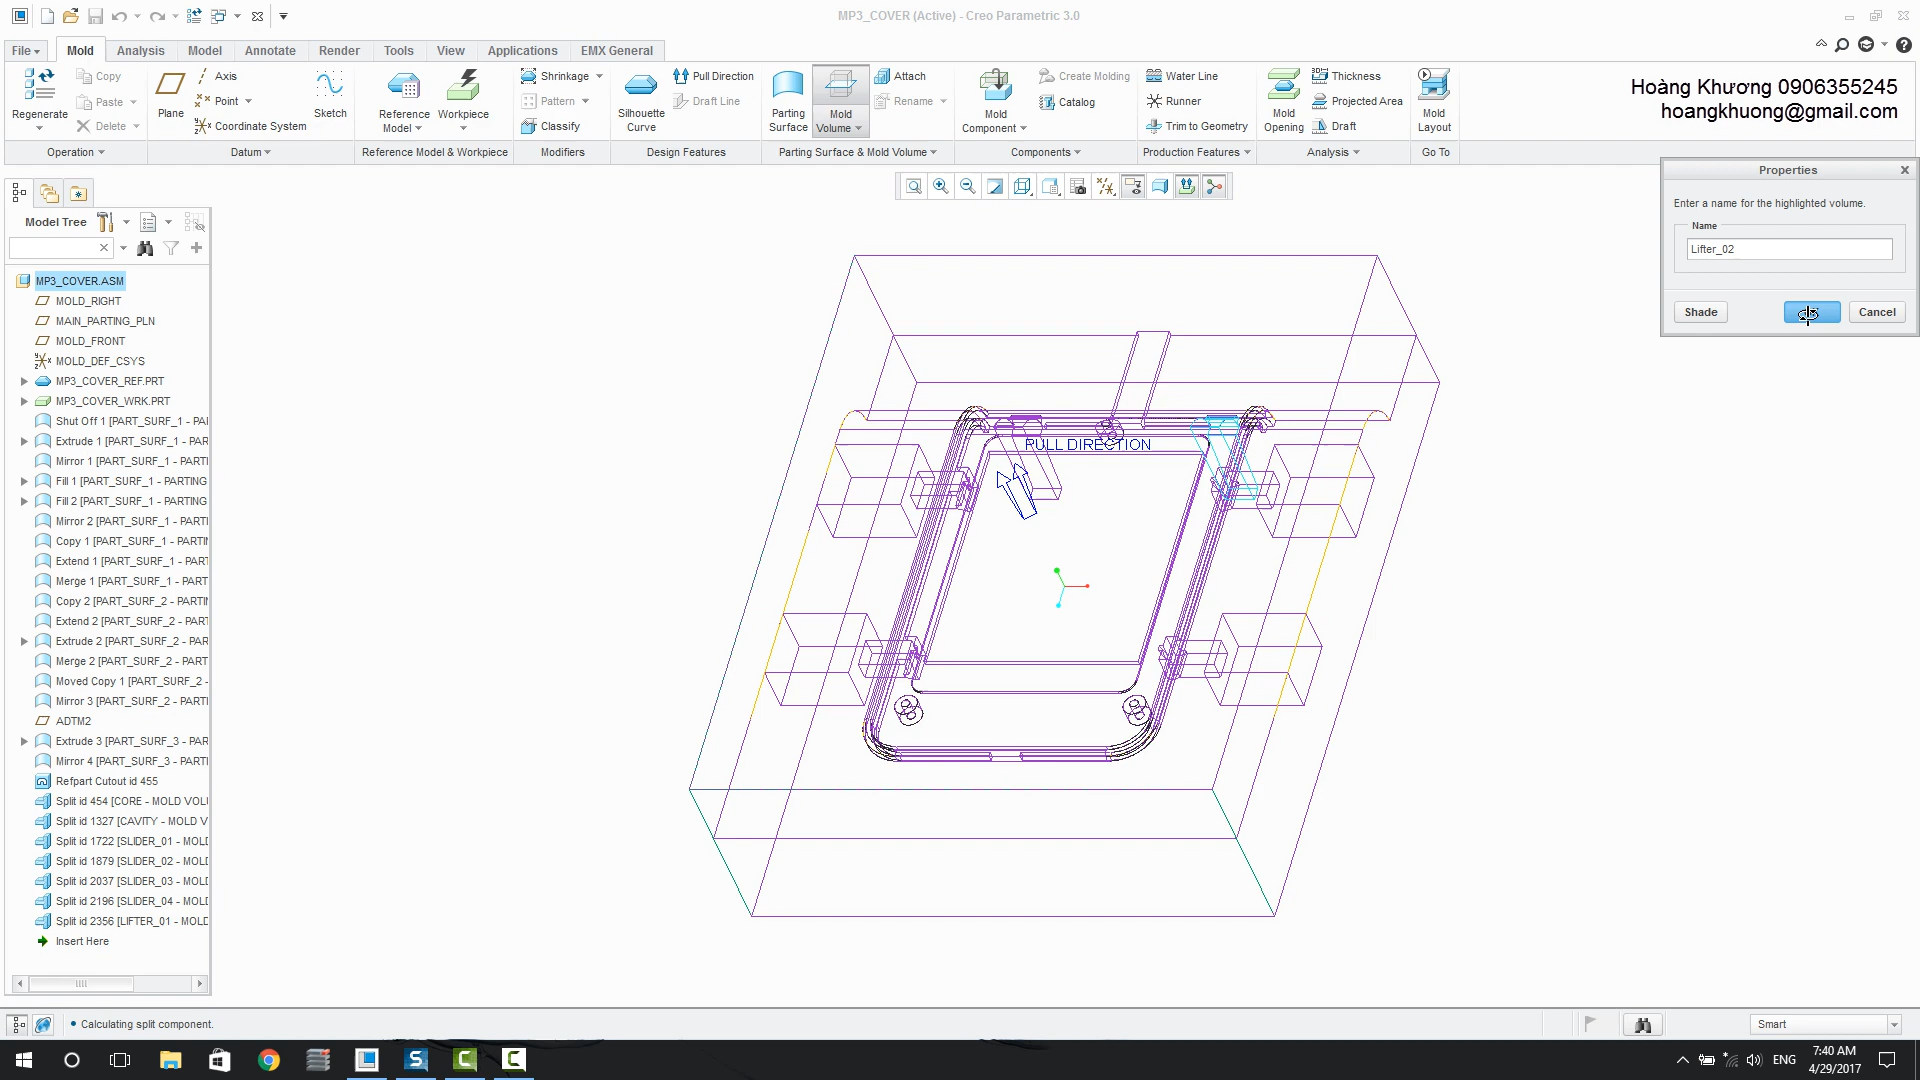 MP3_COVER (Active) - Creo Parametric 3.0
File
Mold
Analysis
Model
Annotate
Render
Tools
View
Applications
EMX General
Regenerate
Copy
Paste
Delete
Operation
Plane
Axis
Point
Coordinate System
Sketch
Datum
Reference Model
Workpiece
Reference Model & Workpiece
Shrinkage
Pattern
Classify
Modifiers
Silhouette Curve
Pull Direction
Draft Line
Design Features
Parting Surface
Mold Volume
Attach
Rename
Parting Surface & Mold Volume
Mold Component
Create Molding
Catalog
Components
Water Line
Runner
Trim to Geometry
Production Features
Mold Opening
Thickness
Projected Area
Draft
Analysis
Mold Layout
Go To
Hoàng Khương 0906355245
hoangkhuong@gmail.com
Properties
Enter a name for the highlighted volume.
Name
Lifter_02
Shade
Cancel
Model Tree
MP3_COVER.ASM
MOLD_RIGHT
MAIN_PARTING_PLN
MOLD_FRONT
MOLD_DEF_CSYS
MP3_COVER_REF.PRT
MP3_COVER_WRK.PRT
Shut Off 1 [PART_SURF_1 - PA
Extrude 1 [PART_SURF_1 - PAR
Mirror 1 [PART_SURF_1 - PARTI
Fill 1 [PART_SURF_1 - PARTING
Fill 2 [PART_SURF_1 - PARTING
Mirror 2 [PART_SURF_1 - PARTI
Copy 1 [PART_SURF_1 - PARTIN
Extend 1 [PART_SURF_1 - PART
Merge 1 [PART_SURF_1 - PART
Copy 2 [PART_SURF_2 - PARTIN
Extend 2 [PART_SURF_2 - PART
Extrude 2 [PART_SURF_2 - PAR
Merge 2 [PART_SURF_2 - PART
Moved Copy 1 [PART_SURF_2 -
Mirror 3 [PART_SURF_2 - PARTI
ADTM2
Extrude 3 [PART_SURF_3 - PAR
Mirror 4 [PART_SURF_3 - PARTI
Refpart Cutout id 455
Split id 454 [CORE - MOLD VOLU
Split id 1327 [CAVITY - MOLD V
Split id 1722 [SLIDER_01 - MOLD
Split id 1879 [SLIDER_02 - MOLD
Split id 2037 [SLIDER_03 - MOLD
Split id 2196 [SLIDER_04 - MOLD
Split id 2356 [LIFTER_01 - MOLD
Insert Here
PULL DIRECTION
Calculating split component.
Smart
ENG
7:40 AM
4/29/2017